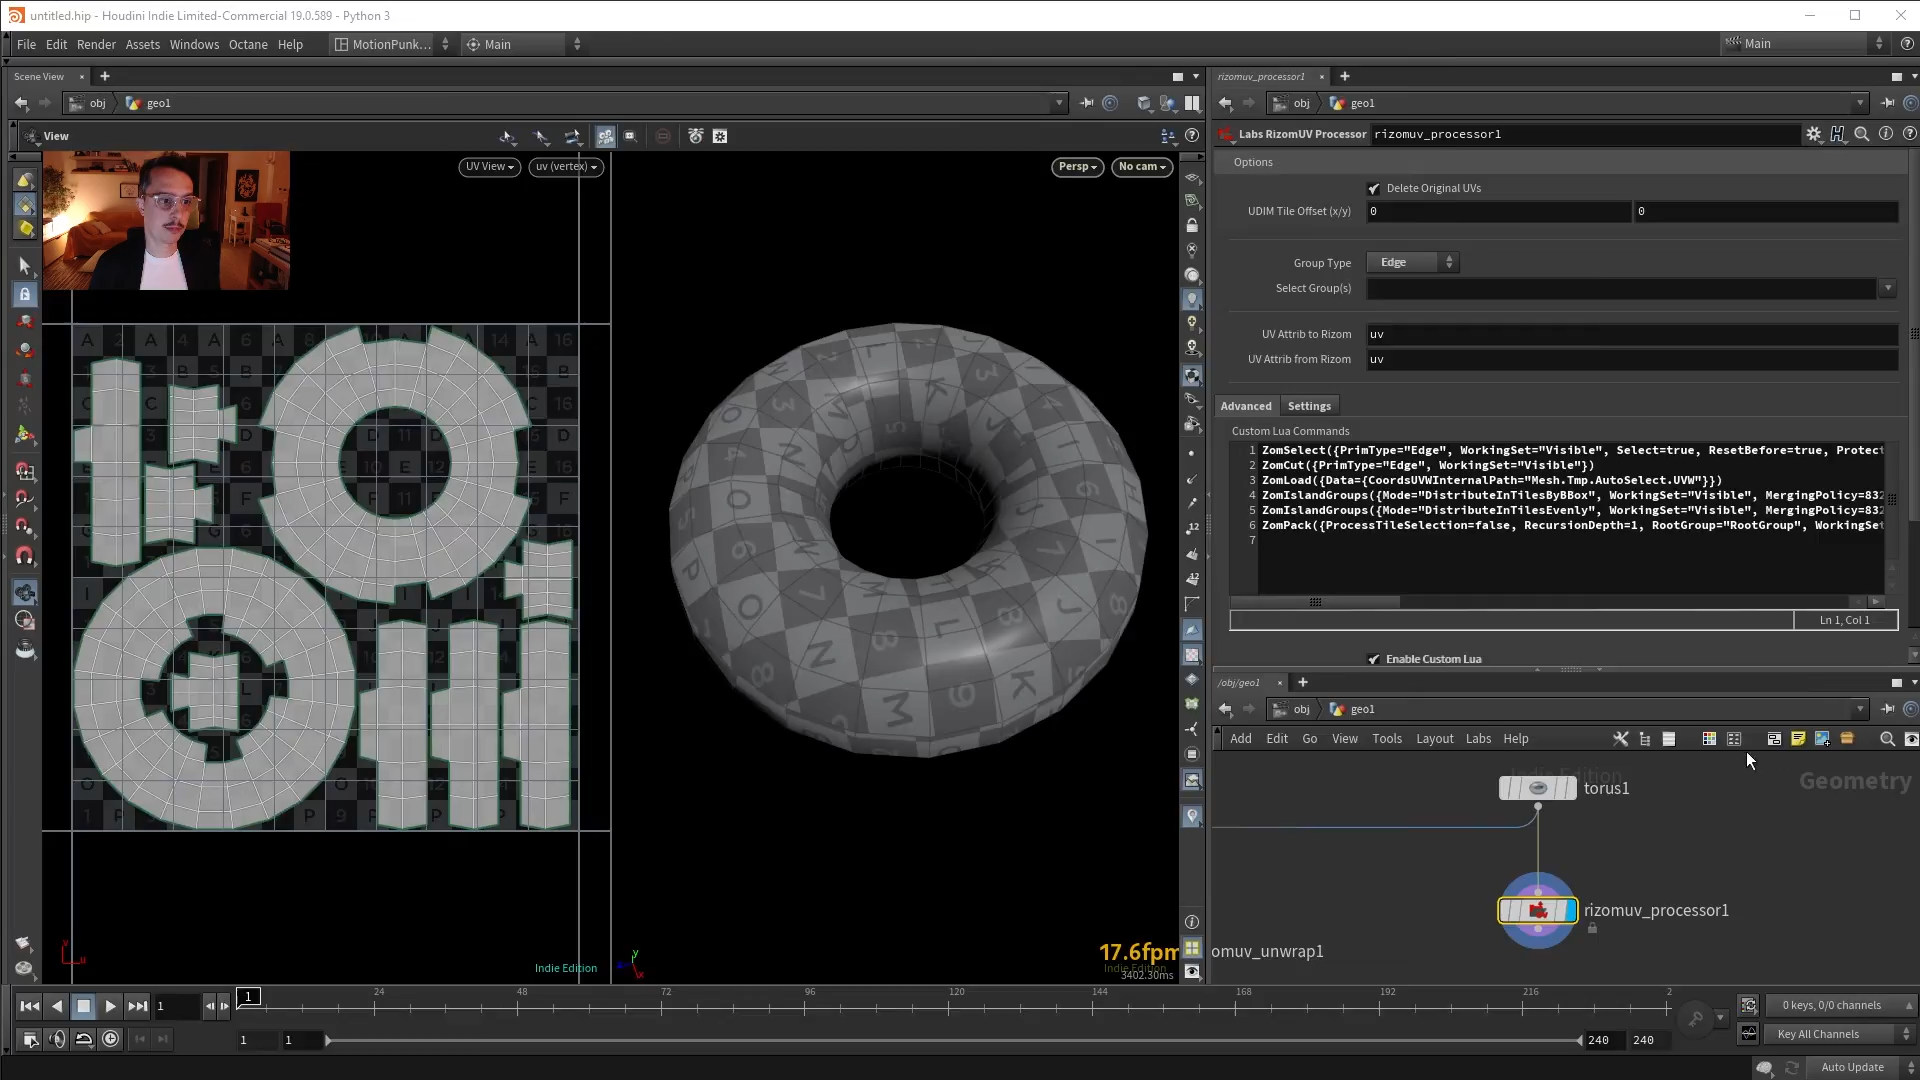 untitled.hip - Houdini Indie Limited-Commercial 19.0.589 - Python 3
File Edit Render Assets Windows Octane Help MotionPunk... Main Main
Scene View
obj geo1
View
UV View uv (vertex) Persp No cam
17.6fpm
3402.30ms
Indie Edition
rizomuv_processor1
obj geo1
Labs RizomUV Processor rizomuv_processor1
Options
Delete Original UVs
UDIM Tile Offset (x/y) 0 0
Group Type Edge
Select Group(s)
UV Attrib to Rizom uv
UV Attrib from Rizom uv
Advanced Settings
Custom Lua Commands
1 ZomSelect({PrimType="Edge", WorkingSet="Visible", Select=true, ResetBefore=true, Protect
2 ZomCut({PrimType="Edge", WorkingSet="Visible"})
3 ZomLoad({Data={CoordsUVWInternalPath="Mesh.Tmp.AutoSelect.UVW"}})
4 ZomIslandGroups({Mode="DistributeInTilesByBBox", WorkingSet="Visible", MergingPolicy=832
5 ZomIslandGroups({Mode="DistributeInTilesEvenly", WorkingSet="Visible", MergingPolicy=832
6 ZomPack({ProcessTileSelection=false, RecursionDepth=1, RootGroup="RootGroup", WorkingSet
7
Ln 1, Col 1
Enable Custom Lua
/obj/geo1
obj geo1
Add Edit Go View Tools Layout Labs Help
Indie Edition
Geometry
torus1
rizomuv_processor1
omuv_unwrap1
1 1 24 48 72 96 120 144 168 192 216 2
0 keys, 0/0 channels
1 1 240 240
Key All Channels
Auto Update